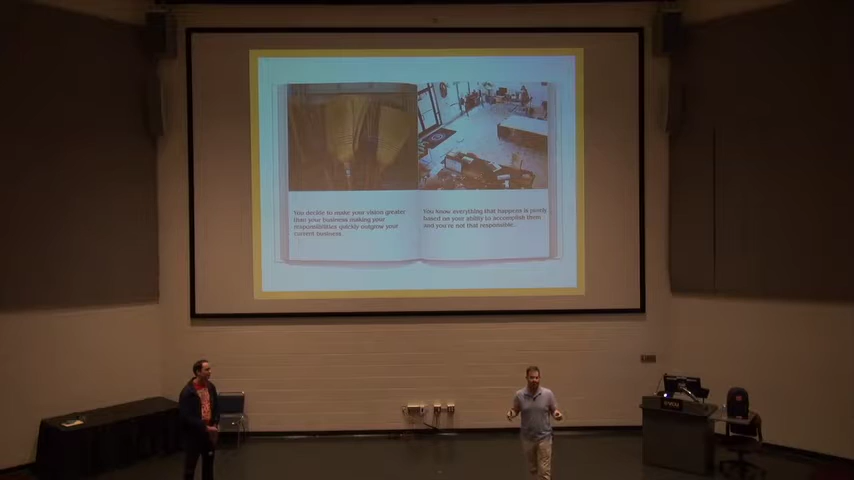 You decide to make your vision greater
than your business making your
responsibilities quickly outgrow your
current business.
You know everything that happens is purely
based on your ability to accomplish them
and you're not that responsible...